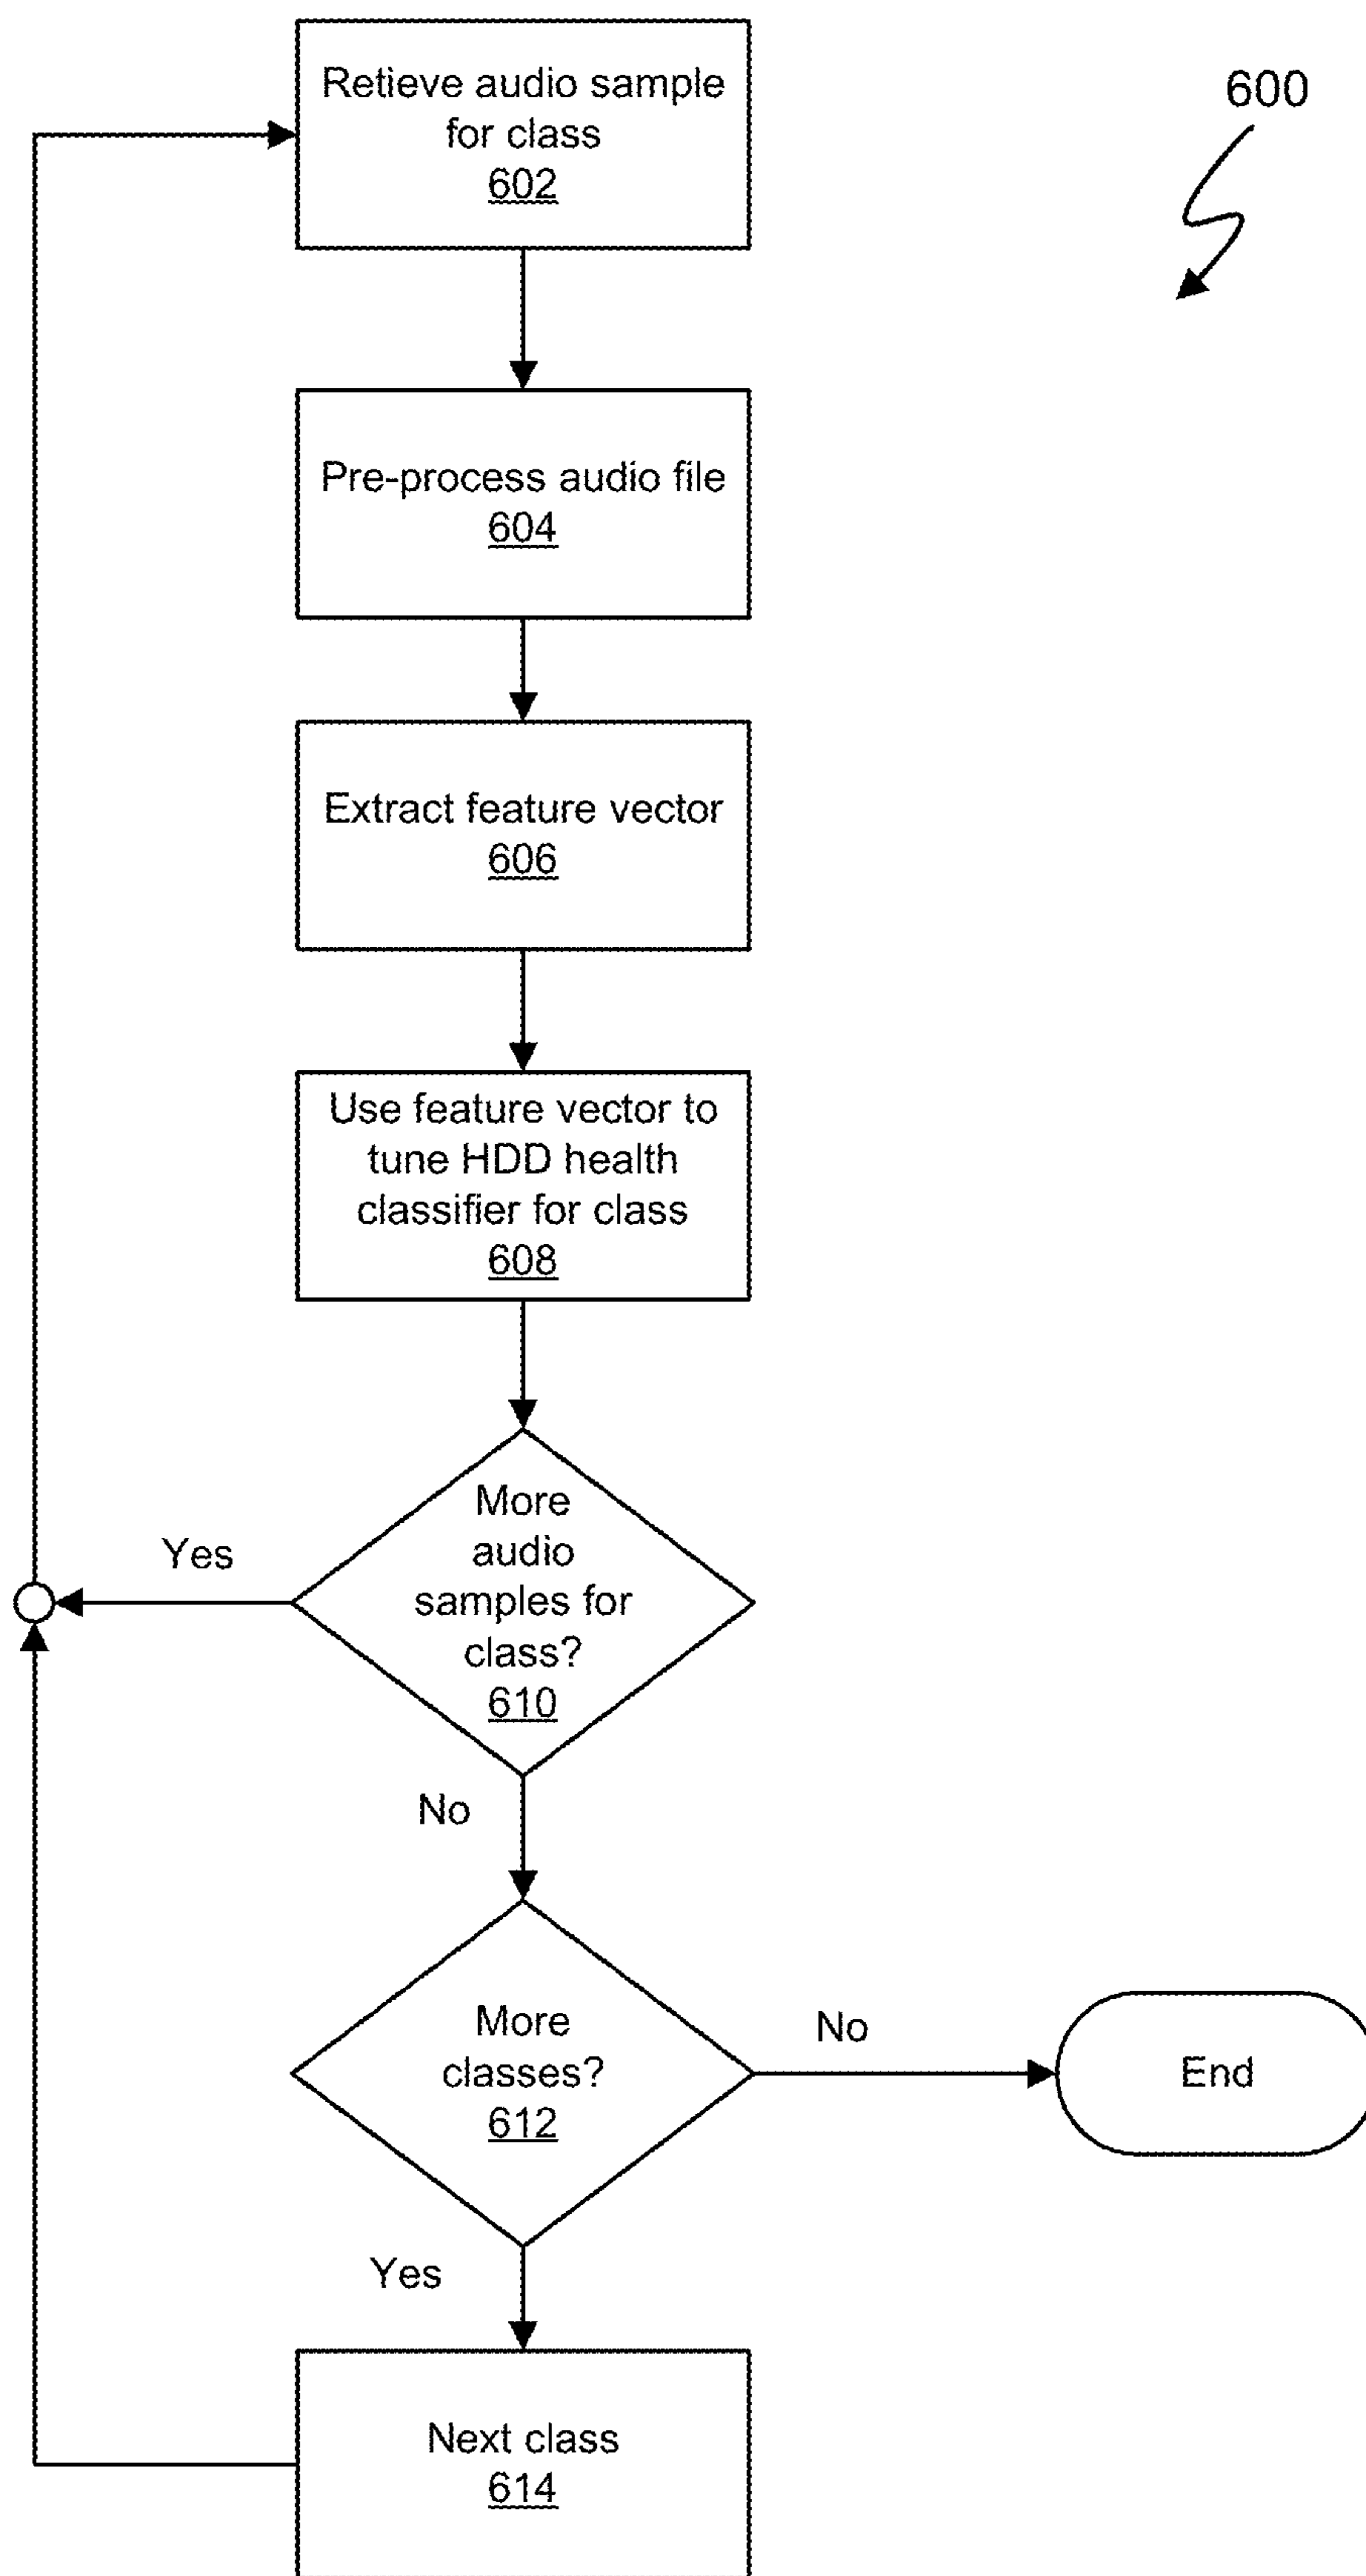 Retieve audio sample
for class
602
600
Pre-process audio file
604
Extract feature vector
606
Use feature vector to
tune HDD health
classifier for class
608
More
audio
samples for
class?
610
Yes
No
More
classes?
612
No
End
Yes
Next class
614